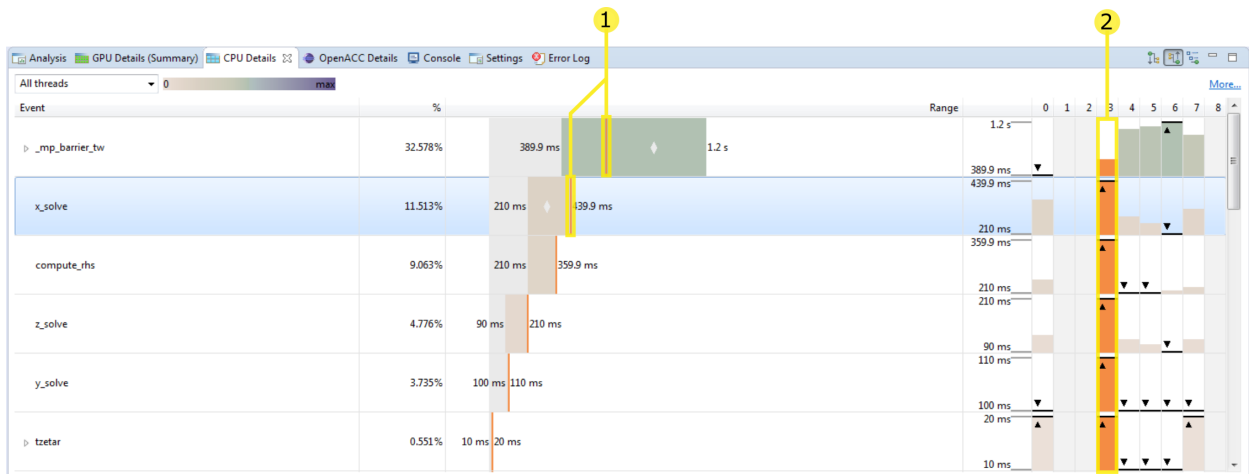 1 2
Analysis GPU Details (Summary) CPU Details OpenACC Details Console Settings Error Log
All threads 0 max More...
Event % Range 0 1 2 3 4 5 6 7 8
_mp_barrier_tw 32.578% 389.9 ms 1.2 s 1.2 s
389.9 ms
x_solve 11.513% 210 ms 439.9 ms 439.9 ms
210 ms
compute_rhs 9.063% 210 ms 359.9 ms 359.9 ms
210 ms
z_solve 4.776% 90 ms 210 ms 210 ms
90 ms
y_solve 3.735% 100 ms 110 ms 110 ms
100 ms
tzetar 0.551% 10 ms 20 ms 20 ms
10 ms